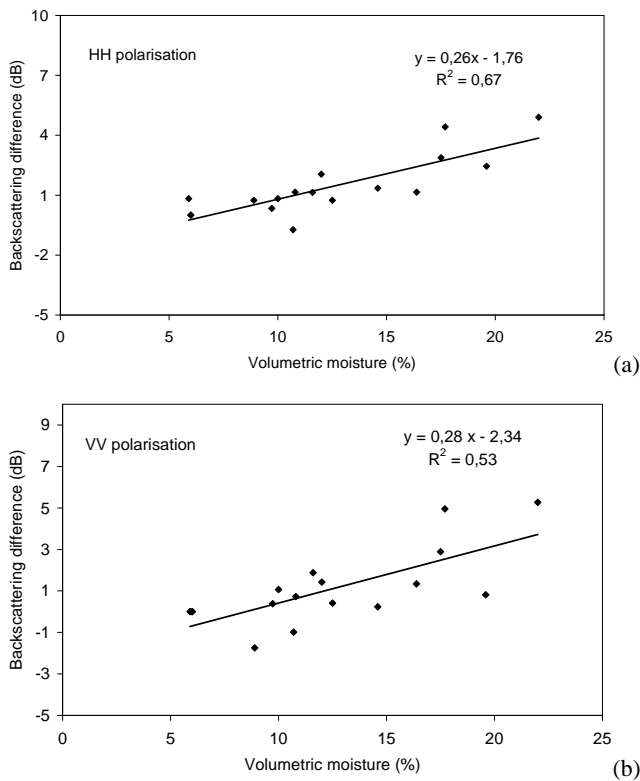 10
HH polarisation
y = 0,26x - 1,76
R² = 0,67
7
4
1
-2
-5
Backscattering difference (dB)
0 5 10 15 20 25
Volumetric moisture (%)
(a)
9
VV polarisation
y = 0,28 x - 2,34
R² = 0,53
7
5
3
1
-1
-3
-5
Backscattering difference (dB)
0 5 10 15 20 25
Volumetric moisture (%)
(b)